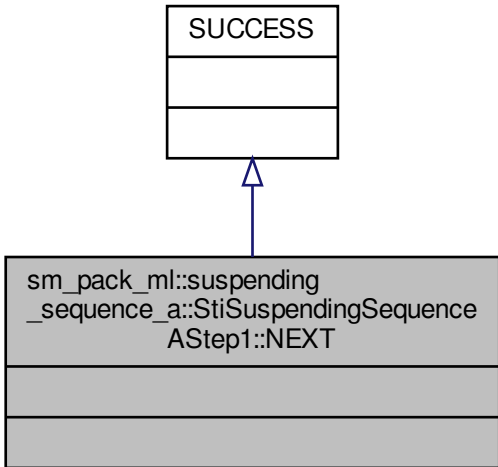 SUCCESS
sm_pack_ml::suspending
_sequence_a::StiSuspendingSequence
AStep1::NEXT